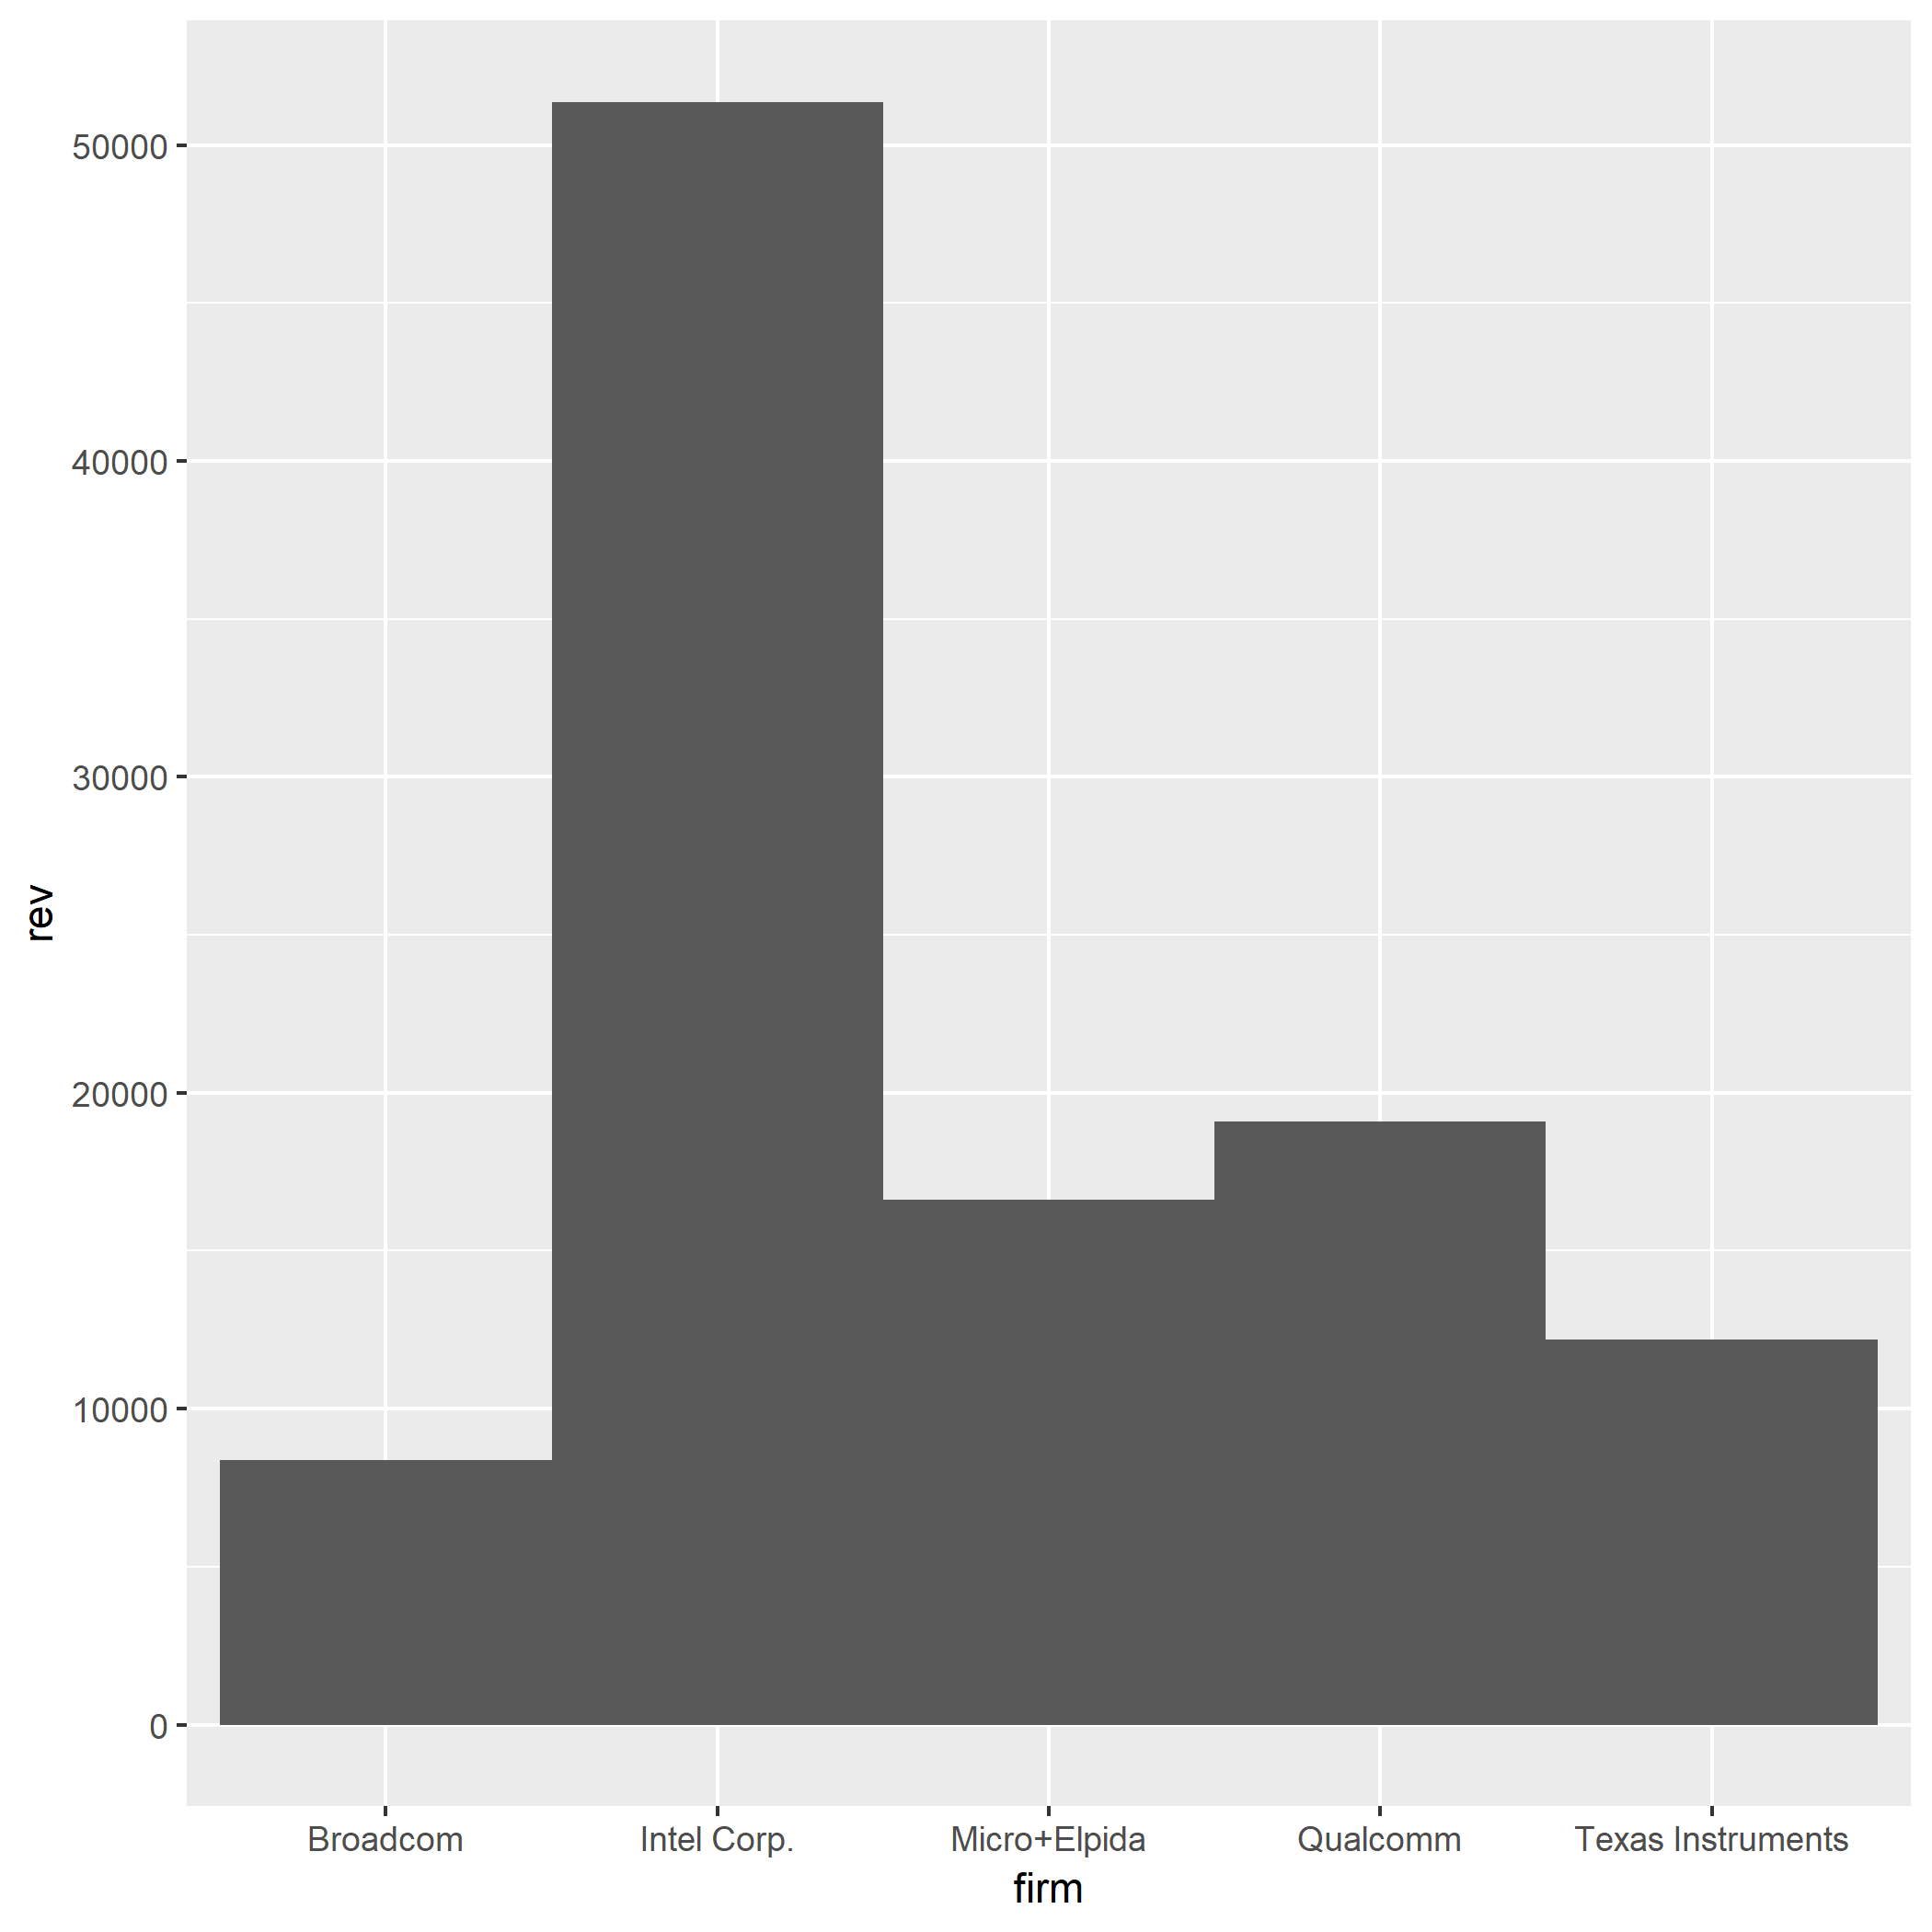 rev
50000
40000
30000
20000
10000
0
Broadcom Intel Corp. Micro+Elpida Qualcomm Texas Instruments
firm